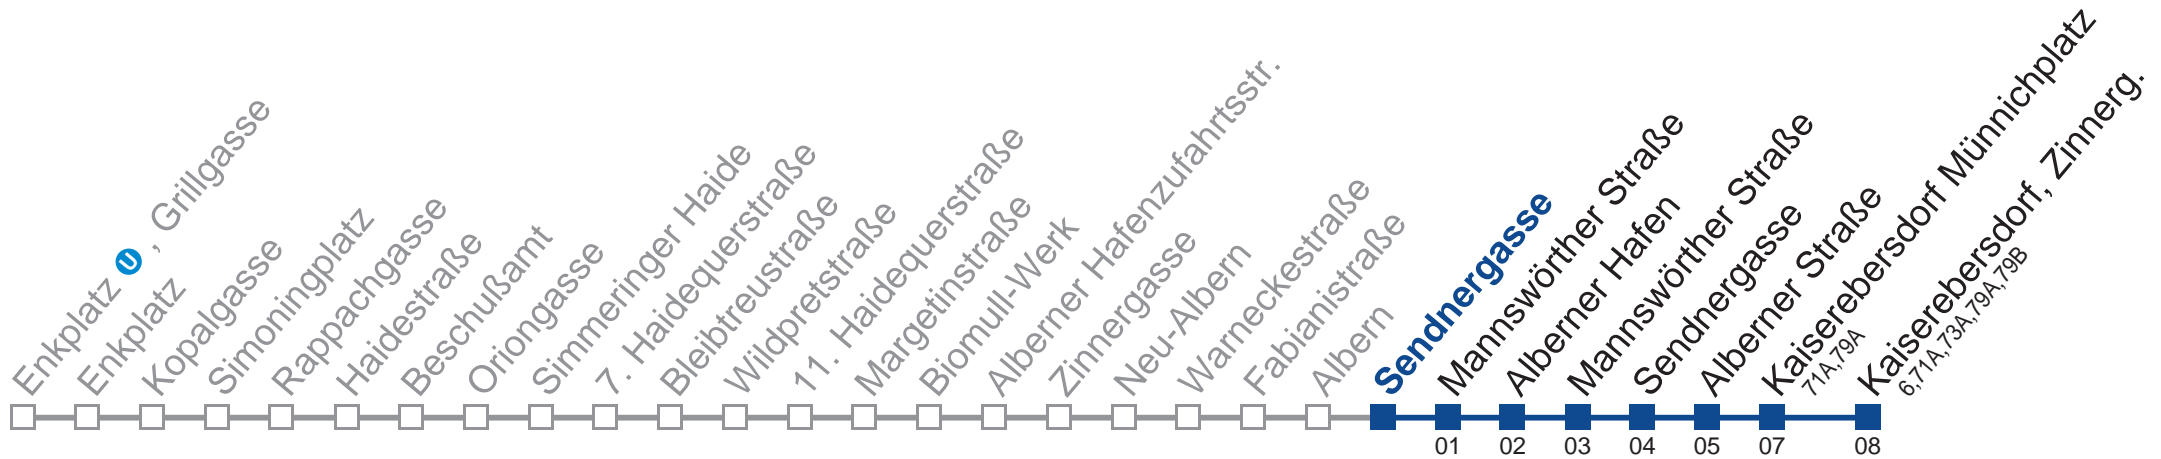 Enkplatz U , Grillgasse
Enkplatz
Kopalgasse
Simoningplatz
Rappachgasse
Haidestraße
Beschußamt
Oriongasse
Simmeringer Haide
7. Haidequerstraße
Bleibtreustraße
Wildpretstraße
11. Haidequerstraße
Margetinstraße
Biomull-Werk
Alberner Hafenzufahrtsstr.
Zinnergasse
Neu-Albern
Warneckestraße
Fabianistraße
Albern
Sendnergasse
Mannswörther Straße
Alberner Hafen
Mannswörther Straße
Sendnergasse
Alberner Straße
Kaiserebersdorf Münnichplatz
71A,79A
Kaiserebersdorf, Zinnerg.
6,71A,73A,79A,79B
01 02 03 04 05 07 08